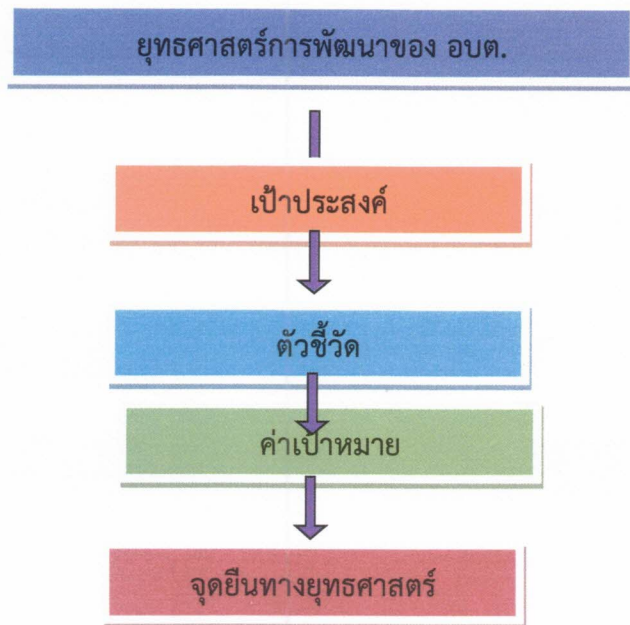 ยุทธศาสตร์การพัฒนาของ อบต.
เป้าประสงค์
ตัวชี้วัด
ค่าเป้าหมาย
จุดยืนทางยุทธศาสตร์